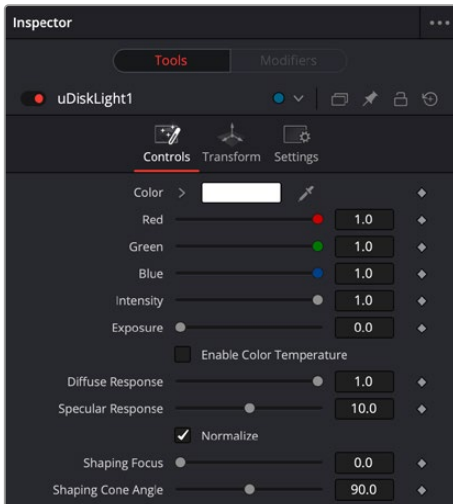 Inspector
Tools Modifiers
uDiskLight1
Controls Transform Settings
Color
Red 1.0
Green 1.0
Blue 1.0
Intensity 1.0
Exposure 0.0
Enable Color Temperature
Diffuse Response 1.0
Specular Response 10.0
Normalize
Shaping Focus 0.0
Shaping Cone Angle 90.0